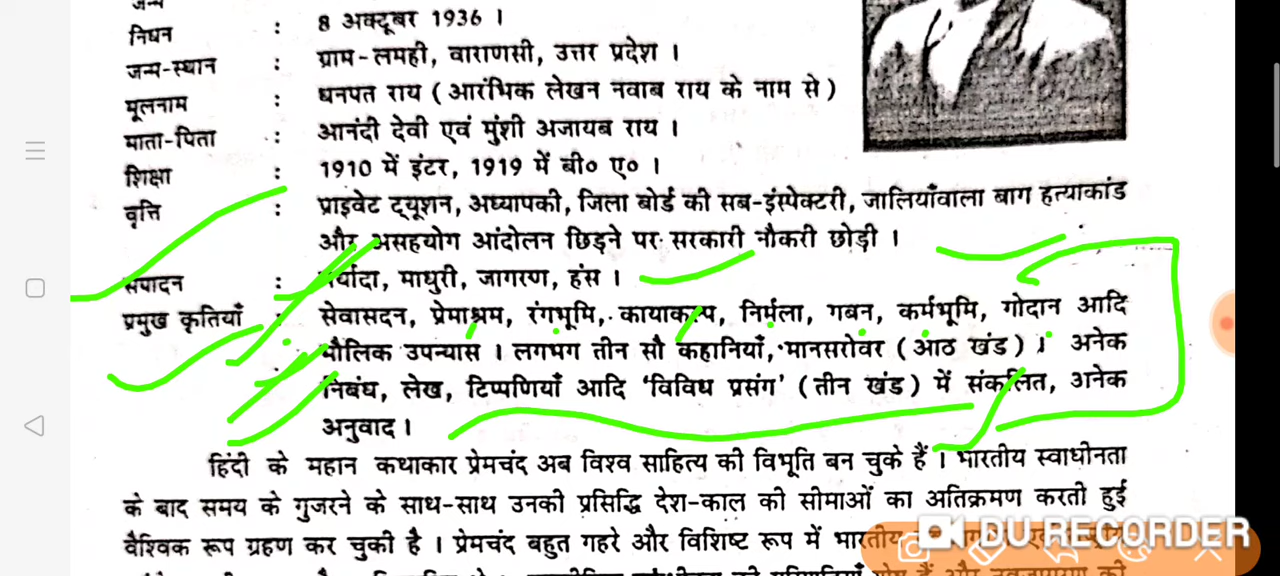 निधन : 8 अक्टूबर 1936 ।
जन्म-स्थान : ग्राम-लमही, वाराणसी, उत्तर प्रदेश ।
मूलनाम : धनपत राय ( आरंभिक लेखन नवाब राय के नाम से )
माता-पिता : आनंदी देवी एवं मुंशी अजायब राय ।
शिक्षा : 1910 में इंटर, 1919 में बी० ए० ।
वृत्ति : प्राइवेट ट्यूशन, अध्यापकी, जिला बोर्ड की सब-इंस्पेक्टरी, जालियाँवाला बाग हत्याकांड
और असहयोग आंदोलन छिड़ने पर सरकारी नौकरी छोड़ी ।
संपादन : मर्यादा, माधुरी, जागरण, हंस ।
प्रमुख कृतियाँ : सेवासदन, प्रेमाश्रम, रंगभूमि, कायाकल्प, निर्मला, गबन, कर्मभूमि, गोदान आदि
मौलिक उपन्यास । लगभग तीन सौ कहानियाँ, मानसरोवर ( आठ खंड ) । अनेक
निबंध, लेख, टिप्पणियाँ आदि 'विविध प्रसंग' ( तीन खंड ) में संकलित, अनेक
अनुवाद ।
हिंदी के महान कथाकार प्रेमचंद अब विश्व साहित्य की विभूति बन चुके हैं । भारतीय स्वाधीनता
के बाद समय के गुजरने के साथ-साथ उनकी प्रसिद्धि देश-काल की सीमाओं का अतिक्रमण करती हुई
वैश्विक रूप ग्रहण कर चुकी है । प्रेमचंद बहुत गहरे और विशिष्ट रूप में भारतीय
DU RECORDER